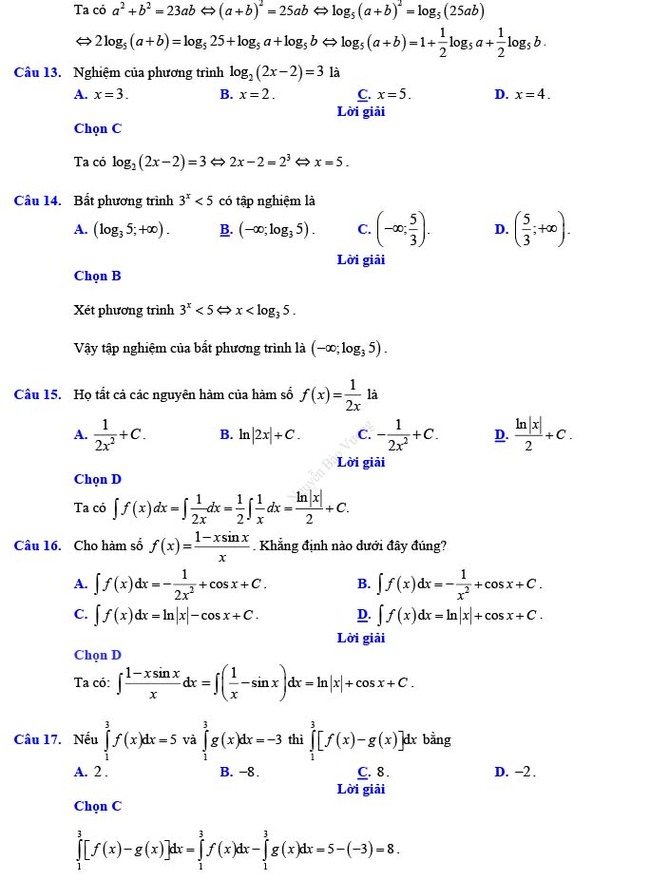 Ta có a² + b² = 23ab ⇔ (a+b)² = 25ab ⇔ log₅(a+b)² = log₅(25ab)
⇔ 2log₅(a+b) = log₅25 + log₅a + log₅b ⇔ log₅(a+b) = 1 + 1/2 log₅a + 1/2 log₅b.
Câu 13. Nghiệm của phương trình log₂(2x−2) = 3 là
A. x = 3. B. x = 2. C. x = 5. D. x = 4.
Lời giải
Chọn C
Ta có log₂(2x−2) = 3 ⇔ 2x−2 = 2³ ⇔ x = 5.
Câu 14. Bất phương trình 3ˣ < 5 có tập nghiệm là
A. (log₃5;+∞). B. (−∞;log₃5). C. (−∞;5/3). D. (5/3;+∞).
Lời giải
Chọn B
Xét phương trình 3ˣ < 5 ⇔ x < log₃5.
Vậy tập nghiệm của bất phương trình là (−∞;log₃5).
Câu 15. Họ tất cả các nguyên hàm của hàm số f(x) = 1/(2x) là
A. 1/(2x²) + C. B. ln|2x| + C. C. −1/(2x²) + C. D. ln|x|/2 + C.
Lời giải
Chọn D
Ta có ∫f(x)dx = ∫1/(2x)dx = 1/2∫1/x dx = ln|x|/2 + C.
Câu 16. Cho hàm số f(x) = (1−xsinx)/x. Khẳng định nào dưới đây đúng?
A. ∫f(x)dx = −1/(2x²) + cosx + C. B. ∫f(x)dx = −1/x² + cosx + C.
C. ∫f(x)dx = ln|x| − cosx + C. D. ∫f(x)dx = ln|x| + cosx + C.
Lời giải
Chọn D
Ta có: ∫(1−xsinx)/x dx = ∫(1/x − sinx)dx = ln|x| + cosx + C.
Câu 17. Nếu ∫₁³f(x)dx = 5 và ∫₁³g(x)dx = −3 thì ∫₁³[f(x)−g(x)]dx bằng
A. 2. B. −8. C. 8. D. −2.
Lời giải
Chọn C
∫₁³[f(x)−g(x)]dx = ∫₁³f(x)dx − ∫₁³g(x)dx = 5−(−3) = 8.